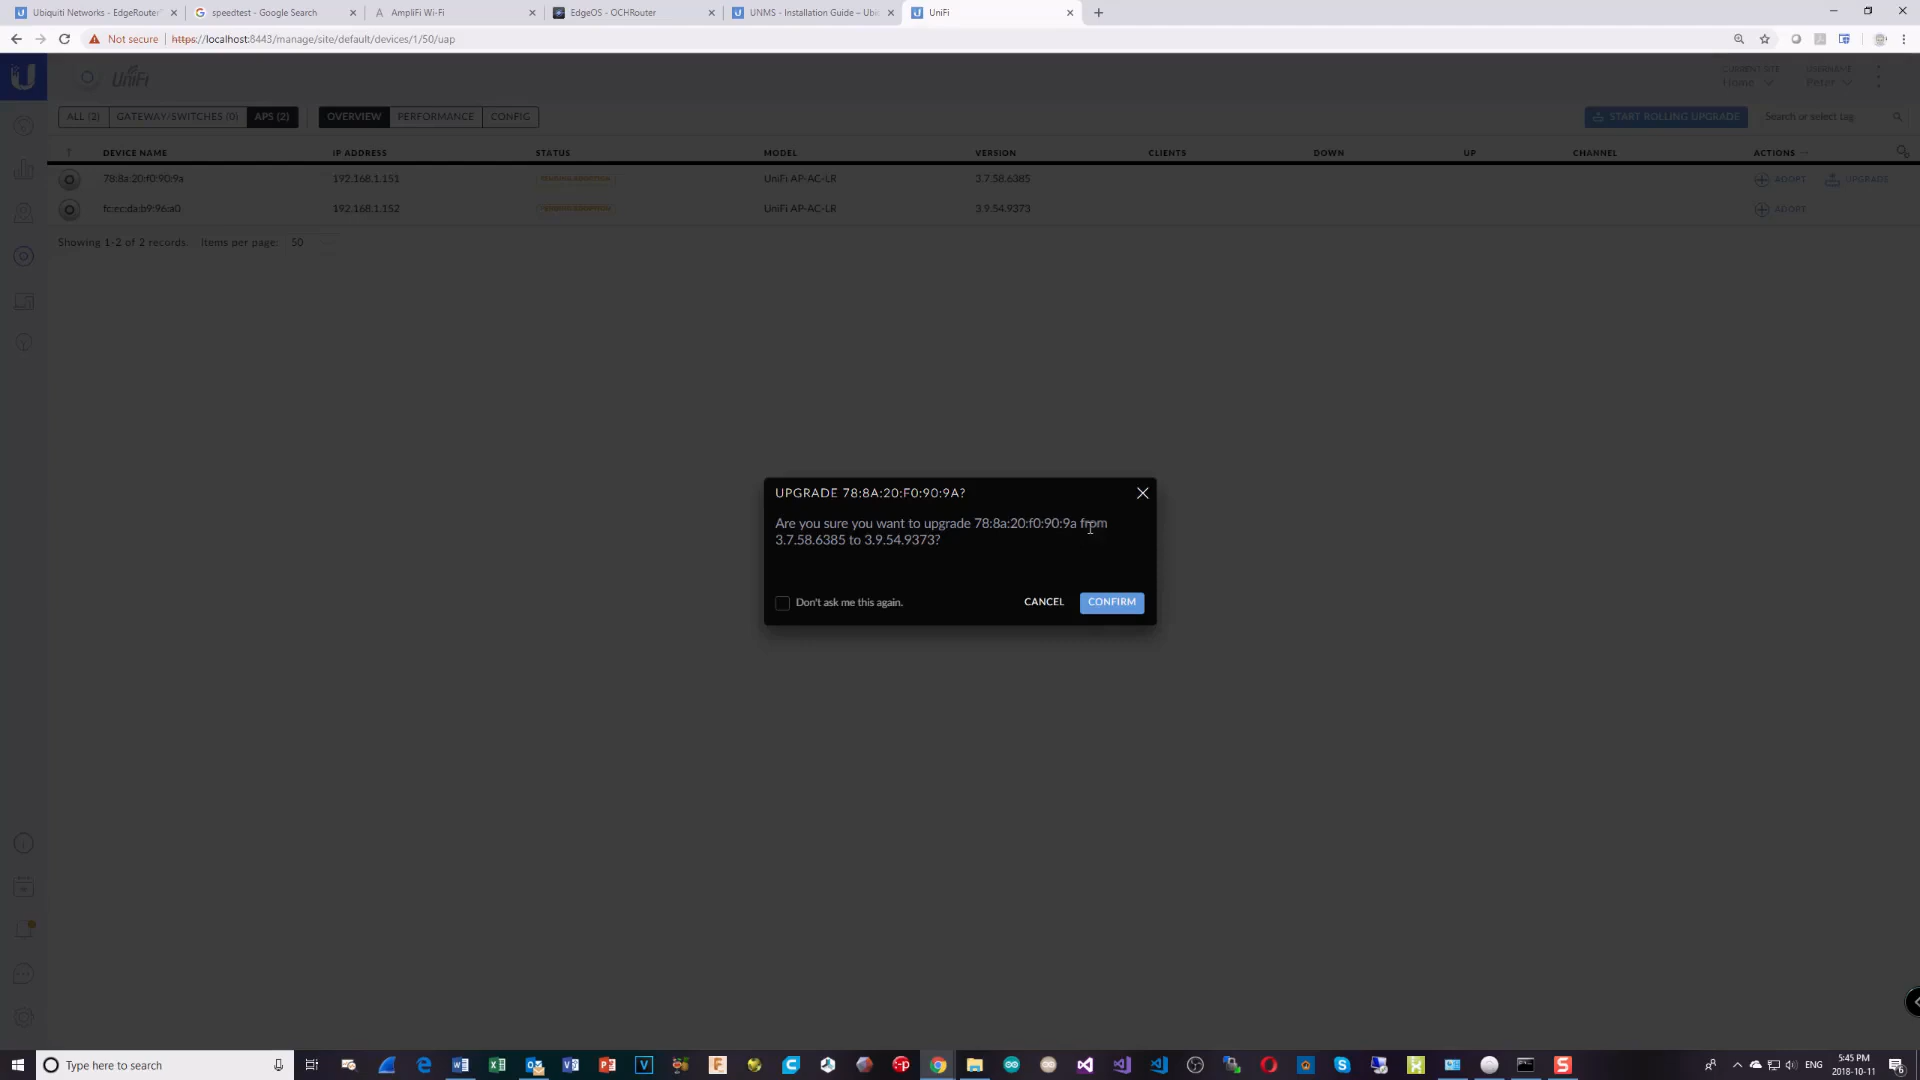 Ubiquiti Networks - EdgeRouter
speedtest - Google Search
AmpliFi Wi-Fi
EdgeOS - OCHRouter
UNMS - Installation Guide – Ubi
UniFi
Not secure
https://localhost:8443/manage/site/default/devices/1/50/uap
UniFi
CURRENT SITE
Home
USERNAME
Peter
ALL (2)
GATEWAY/SWITCHES (0)
APS (2)
OVERVIEW
PERFORMANCE
CONFIG
START ROLLING UPGRADE
Search or select tag
DEVICE NAME
IP ADDRESS
STATUS
MODEL
VERSION
CLIENTS
DOWN
UP
CHANNEL
ACTIONS
78:8a:20:f0:90:9a
192.168.1.151
PENDING ADOPTION
UniFi AP-AC-LR
3.7.58.6385
ADOPT
UPGRADE
fc:ec:da:b9:96:a0
192.168.1.152
PENDING ADOPTION
UniFi AP-AC-LR
3.9.54.9373
ADOPT
Showing 1-2 of 2 records.
Items per page:
50
UPGRADE 78:8A:20:F0:90:9A?
Are you sure you want to upgrade 78:8a:20:f0:90:9a from
3.7.58.6385 to 3.9.54.9373?
Don't ask me this again.
CANCEL
CONFIRM
Type here to search
ENG
5:45 PM
2018-10-11